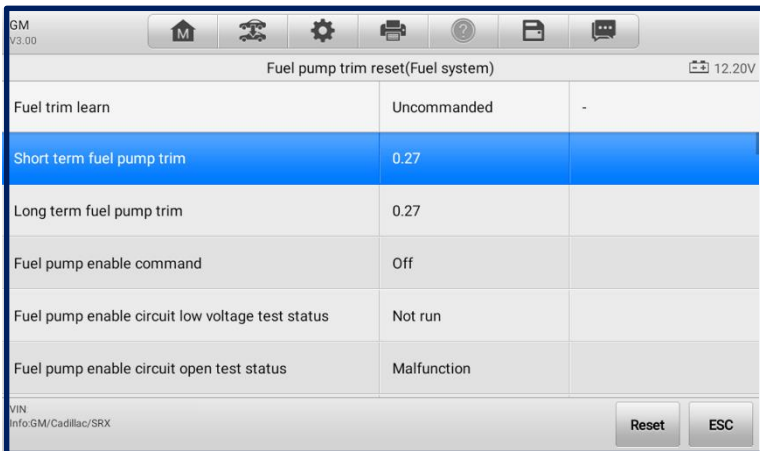 GM
V3.00
M
?
Fuel pump trim reset(Fuel system)
12.20V
Fuel trim learn Uncommanded -
Short term fuel pump trim 0.27
Long term fuel pump trim 0.27
Fuel pump enable command Off
Fuel pump enable circuit low voltage test status Not run
Fuel pump enable circuit open test status Malfunction
VIN
Info:GM/Cadillac/SRX
Reset ESC